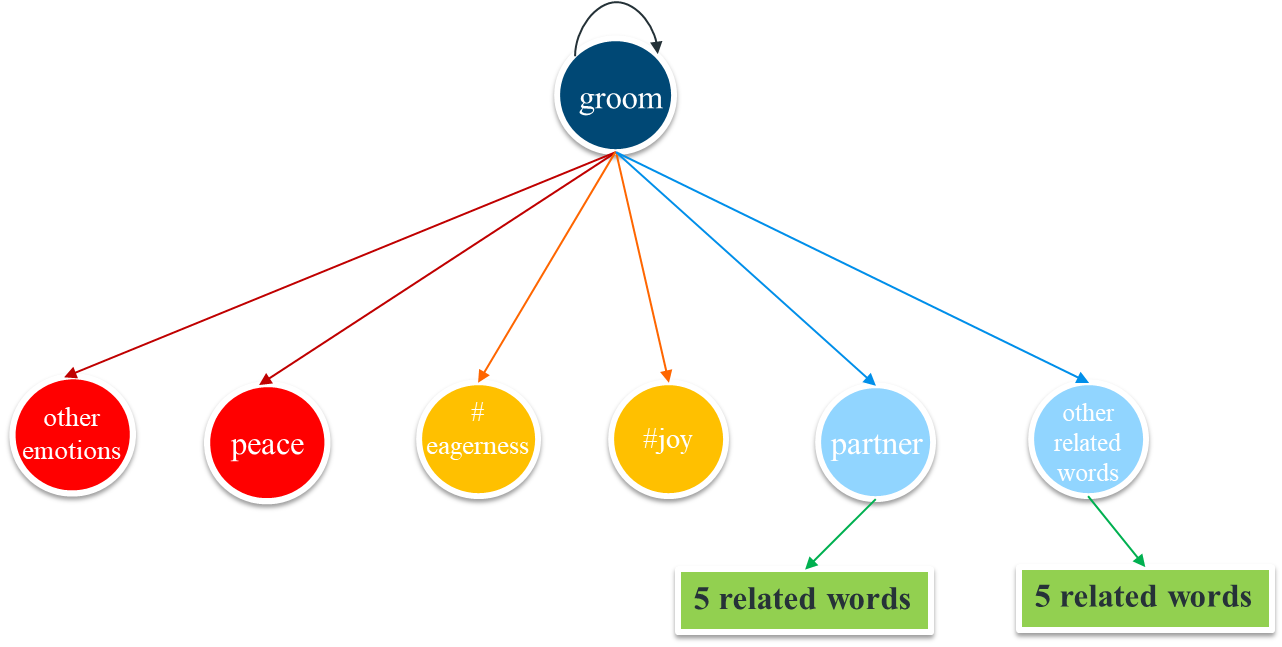 groom
other
emotions
peace
#
eagerness
#joy
partner
other
related
words
5 related words
5 related words